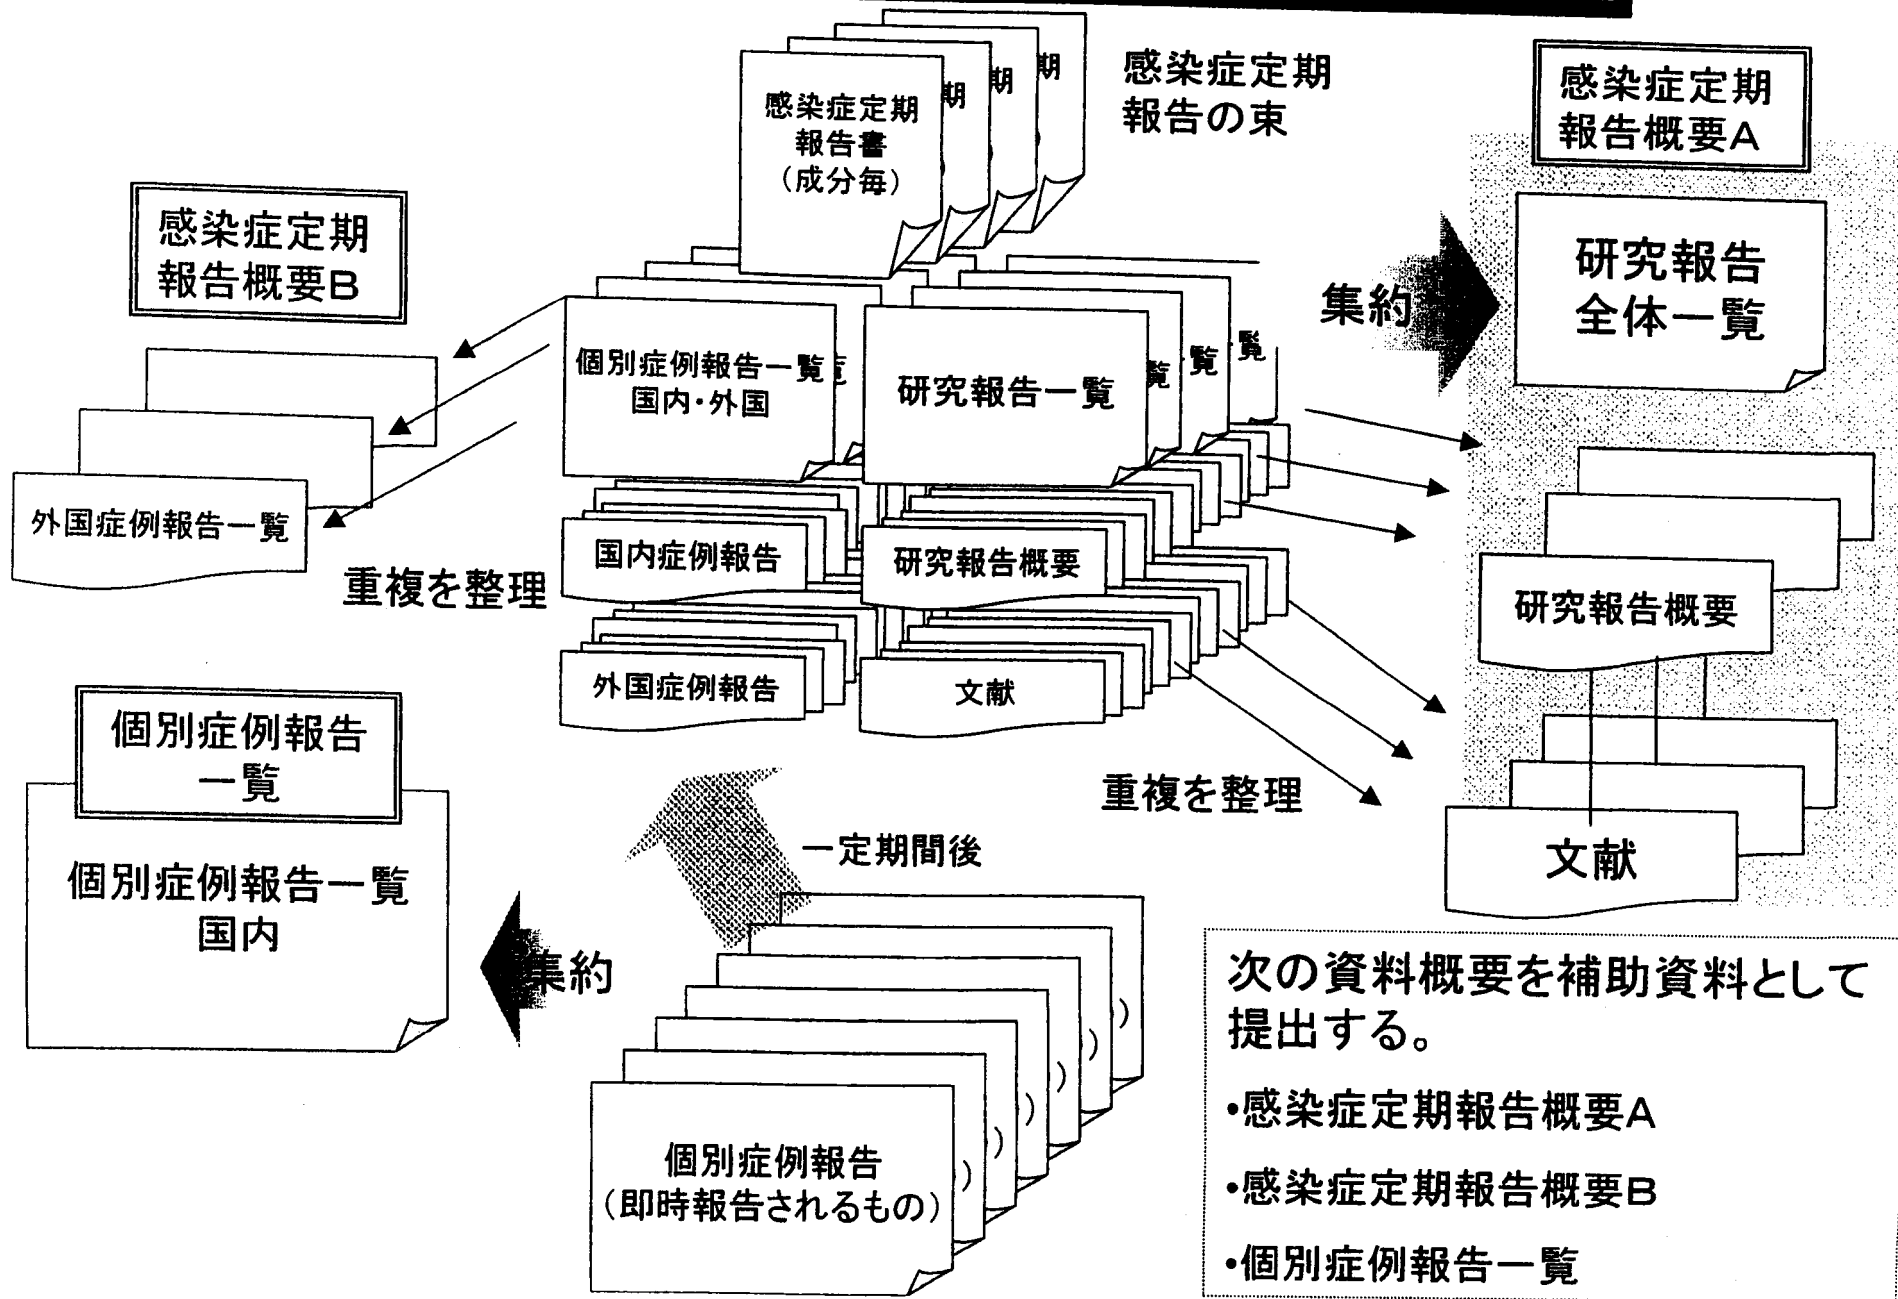 感染症定期
報告の束
感染症定期
報告書
（成分毎）
期
期
期
感染症定期
報告概要A
研究報告
全体一覧
集約
感染症定期
報告概要B
個別症例報告一覧
国内・外国
研究報告一覧
覧
一覧
覧
外国症例報告一覧
重複を整理
国内症例報告
研究報告概要
外国症例報告
文献
研究報告概要
文献
重複を整理
個別症例報告
一覧
個別症例報告一覧
国内
一定期間後
集約
個別症例報告
（即時報告されるもの）
）
）
）
）
）
）
次の資料概要を補助資料として
提出する。
・感染症定期報告概要A
・感染症定期報告概要B
・個別症例報告一覧